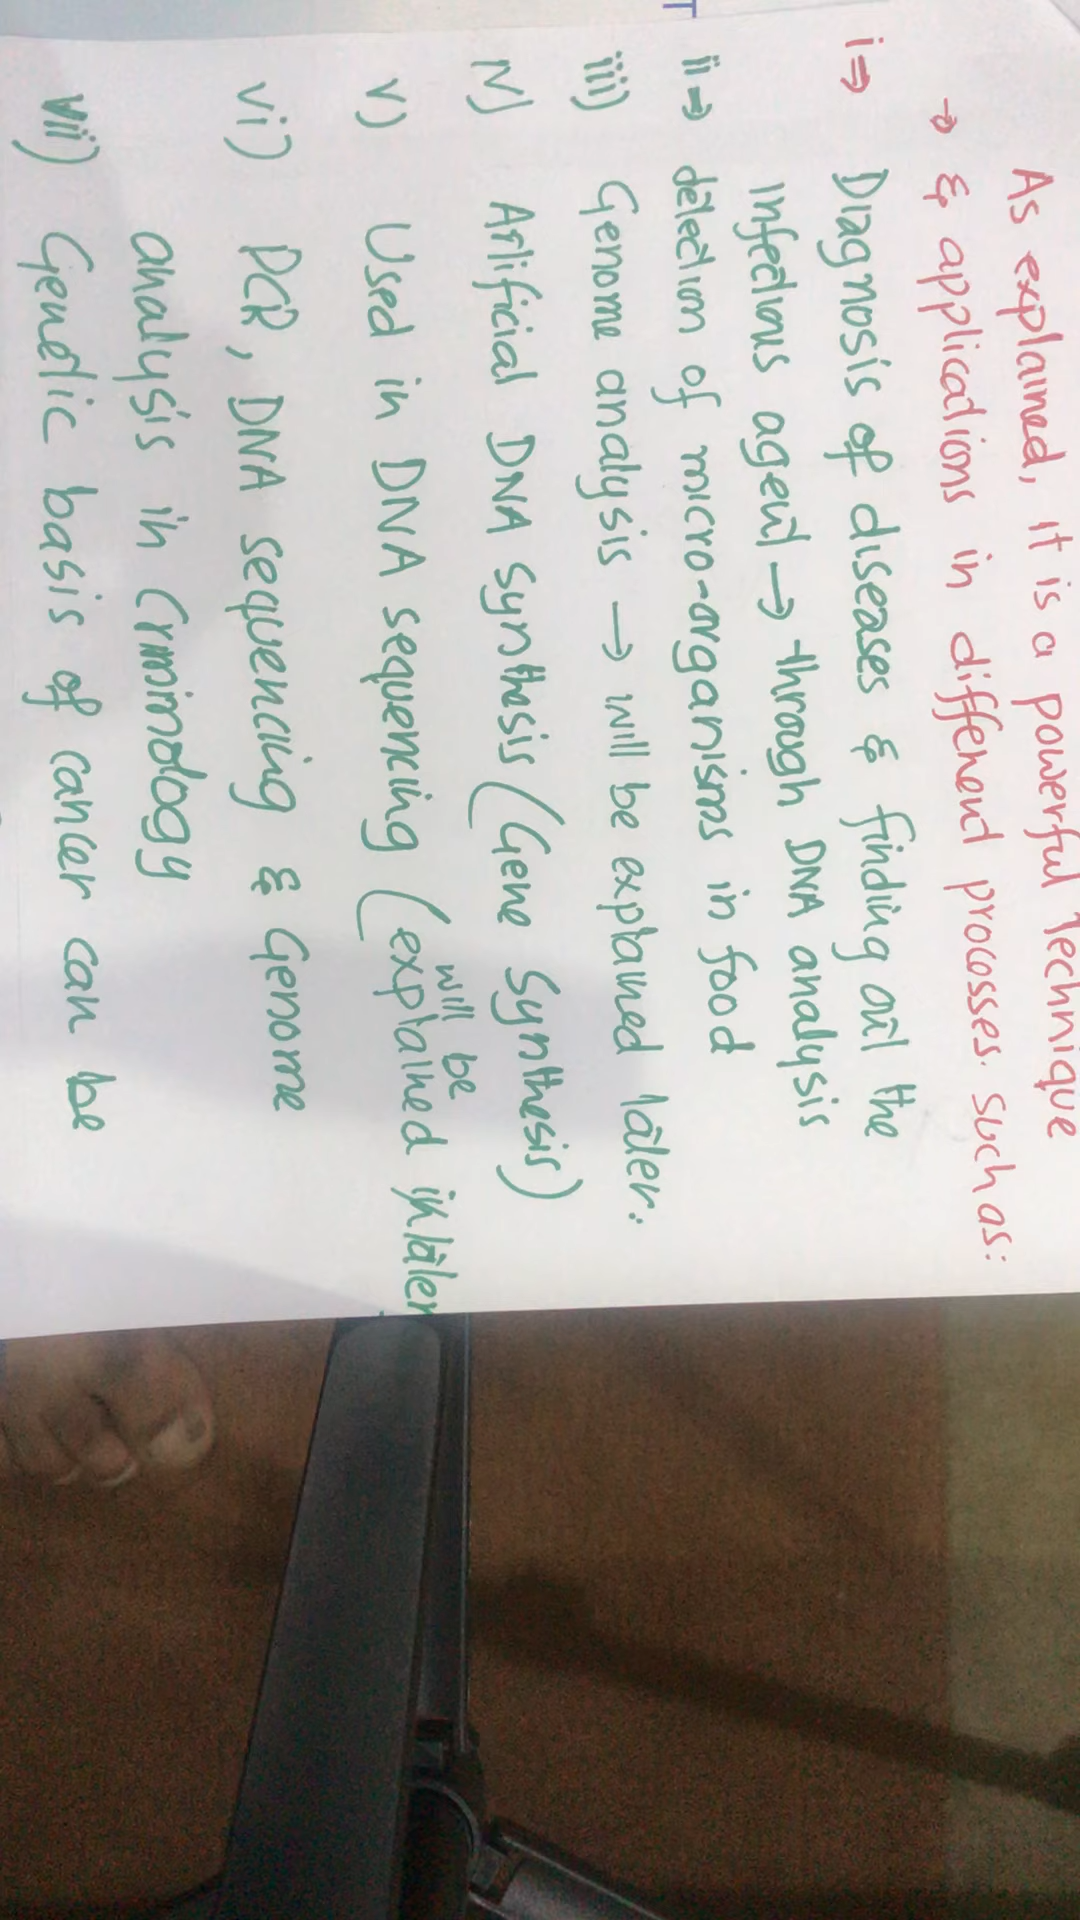 As explained, it is a powerful Technique
→ & applications in different processes. Such as:
i⇒ Diagnosis of diseases & finding out the
Infectious agent → through DNA analysis
ii⇒ detection of micro-organisms in food
iii) Genome analysis → will be explained later.
iv) Artificial DNA Synthesis (Gene Synthesis)
v) Used in DNA sequencing (will be explained in later
vi) PCR, DNA sequencing & Genome
analysis in Criminology
vii) Genetic basis of cancer can be